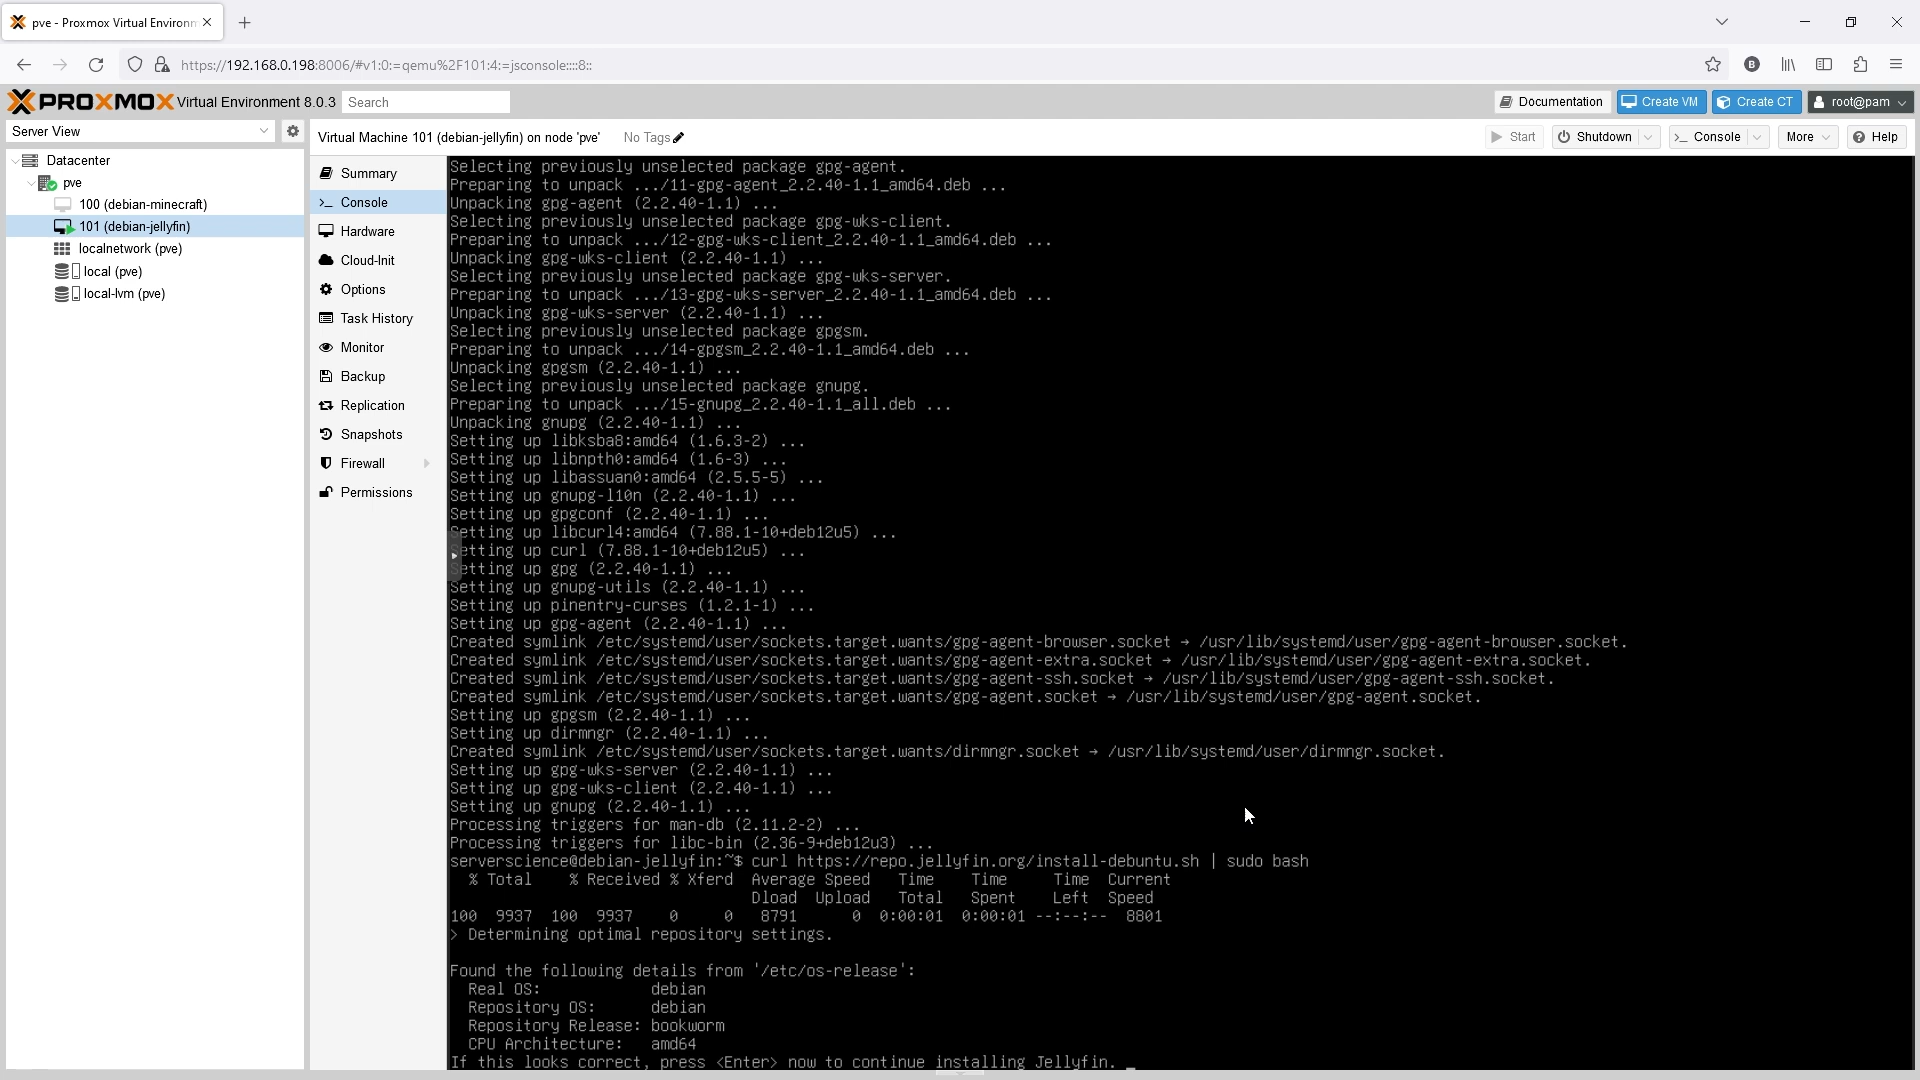 pve - Proxmox Virtual Environm
https://192.168.0.198:8006/#v1:0:=qemu%2F101:4:=jsconsole::::8::
B
PROXMOX Virtual Environment 8.0.3 Search
Documentation Create VM Create CT root@pam
Server View
Virtual Machine 101 (debian-jellyfin) on node 'pve' No Tags
Start Shutdown Console More Help
Datacenter
pve
100 (debian-minecraft)
101 (debian-jellyfin)
localnetwork (pve)
local (pve)
local-lvm (pve)
Summary
Console
Hardware
Cloud-Init
Options
Task History
Monitor
Backup
Replication
Snapshots
Firewall
Permissions
Selecting previously unselected package gpg-agent.
Preparing to unpack .../11-gpg-agent_2.2.40-1.1_amd64.deb ...
Unpacking gpg-agent (2.2.40-1.1) ...
Selecting previously unselected package gpg-wks-client.
Preparing to unpack .../12-gpg-wks-client_2.2.40-1.1_amd64.deb ...
Unpacking gpg-wks-client (2.2.40-1.1) ...
Selecting previously unselected package gpg-wks-server.
Preparing to unpack .../13-gpg-wks-server_2.2.40-1.1_amd64.deb ...
Unpacking gpg-wks-server (2.2.40-1.1) ...
Selecting previously unselected package gpgsm.
Preparing to unpack .../14-gpgsm_2.2.40-1.1_amd64.deb ...
Unpacking gpgsm (2.2.40-1.1) ...
Selecting previously unselected package gnupg.
Preparing to unpack .../15-gnupg_2.2.40-1.1_all.deb ...
Unpacking gnupg (2.2.40-1.1) ...
Setting up libksba8:amd64 (1.6.3-2) ...
Setting up libnpth0:amd64 (1.6-3) ...
Setting up libassuan0:amd64 (2.5.5-5) ...
Setting up gnupg-l10n (2.2.40-1.1) ...
Setting up gpgconf (2.2.40-1.1) ...
Setting up libcurl4:amd64 (7.88.1-10+deb12u5) ...
Setting up curl (7.88.1-10+deb12u5) ...
Setting up gpg (2.2.40-1.1) ...
Setting up gnupg-utils (2.2.40-1.1) ...
Setting up pinentry-curses (1.2.1-1) ...
Setting up gpg-agent (2.2.40-1.1) ...
Created symlink /etc/systemd/user/sockets.target.wants/gpg-agent-browser.socket → /usr/lib/systemd/user/gpg-agent-browser.socket.
Created symlink /etc/systemd/user/sockets.target.wants/gpg-agent-extra.socket → /usr/lib/systemd/user/gpg-agent-extra.socket.
Created symlink /etc/systemd/user/sockets.target.wants/gpg-agent-ssh.socket → /usr/lib/systemd/user/gpg-agent-ssh.socket.
Created symlink /etc/systemd/user/sockets.target.wants/gpg-agent.socket → /usr/lib/systemd/user/gpg-agent.socket.
Setting up gpgsm (2.2.40-1.1) ...
Setting up dirmngr (2.2.40-1.1) ...
Created symlink /etc/systemd/user/sockets.target.wants/dirmngr.socket → /usr/lib/systemd/user/dirmngr.socket.
Setting up gpg-wks-server (2.2.40-1.1) ...
Setting up gpg-wks-client (2.2.40-1.1) ...
Setting up gnupg (2.2.40-1.1) ...
Processing triggers for man-db (2.11.2-2) ...
Processing triggers for libc-bin (2.36-9+deb12u3) ...
serverscience@debian-jellyfin:~$ curl https://repo.jellyfin.org/install-debuntu.sh | sudo bash
% Total % Received % Xferd Average Speed Time Time Time Current
Dload Upload Total Spent Left Speed
100 9937 100 9937 0 0 8791 0 0:00:01 0:00:01 --:--:-- 8801
> Determining optimal repository settings.
Found the following details from '/etc/os-release':
Real OS: debian
Repository OS: debian
Repository Release: bookworm
CPU Architecture: amd64
If this looks correct, press <Enter> now to continue installing Jellyfin. _